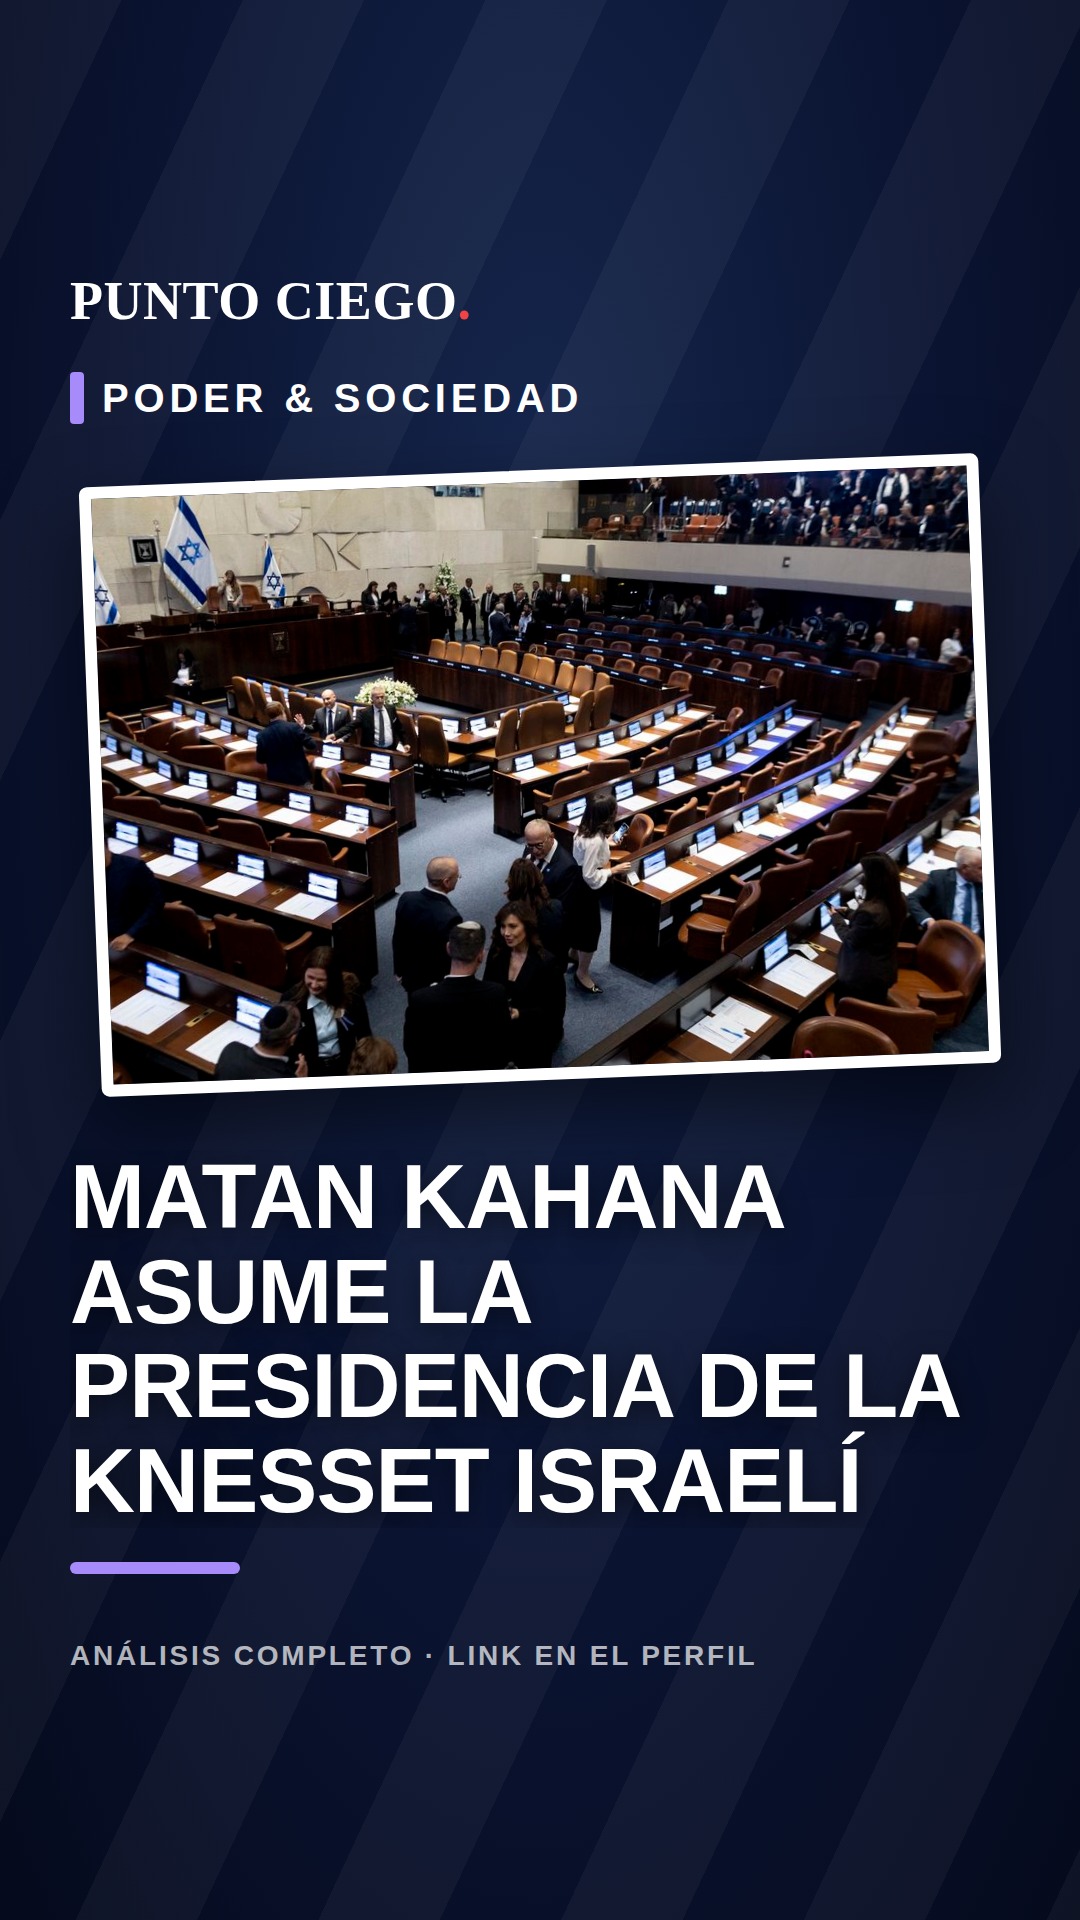 PUNTO CIEGO.
PODER & SOCIEDAD
MATAN KAHANA
ASUME LA
PRESIDENCIA DE LA
KNESSET ISRAELÍ
ANÁLISIS COMPLETO · LINK EN EL PERFIL